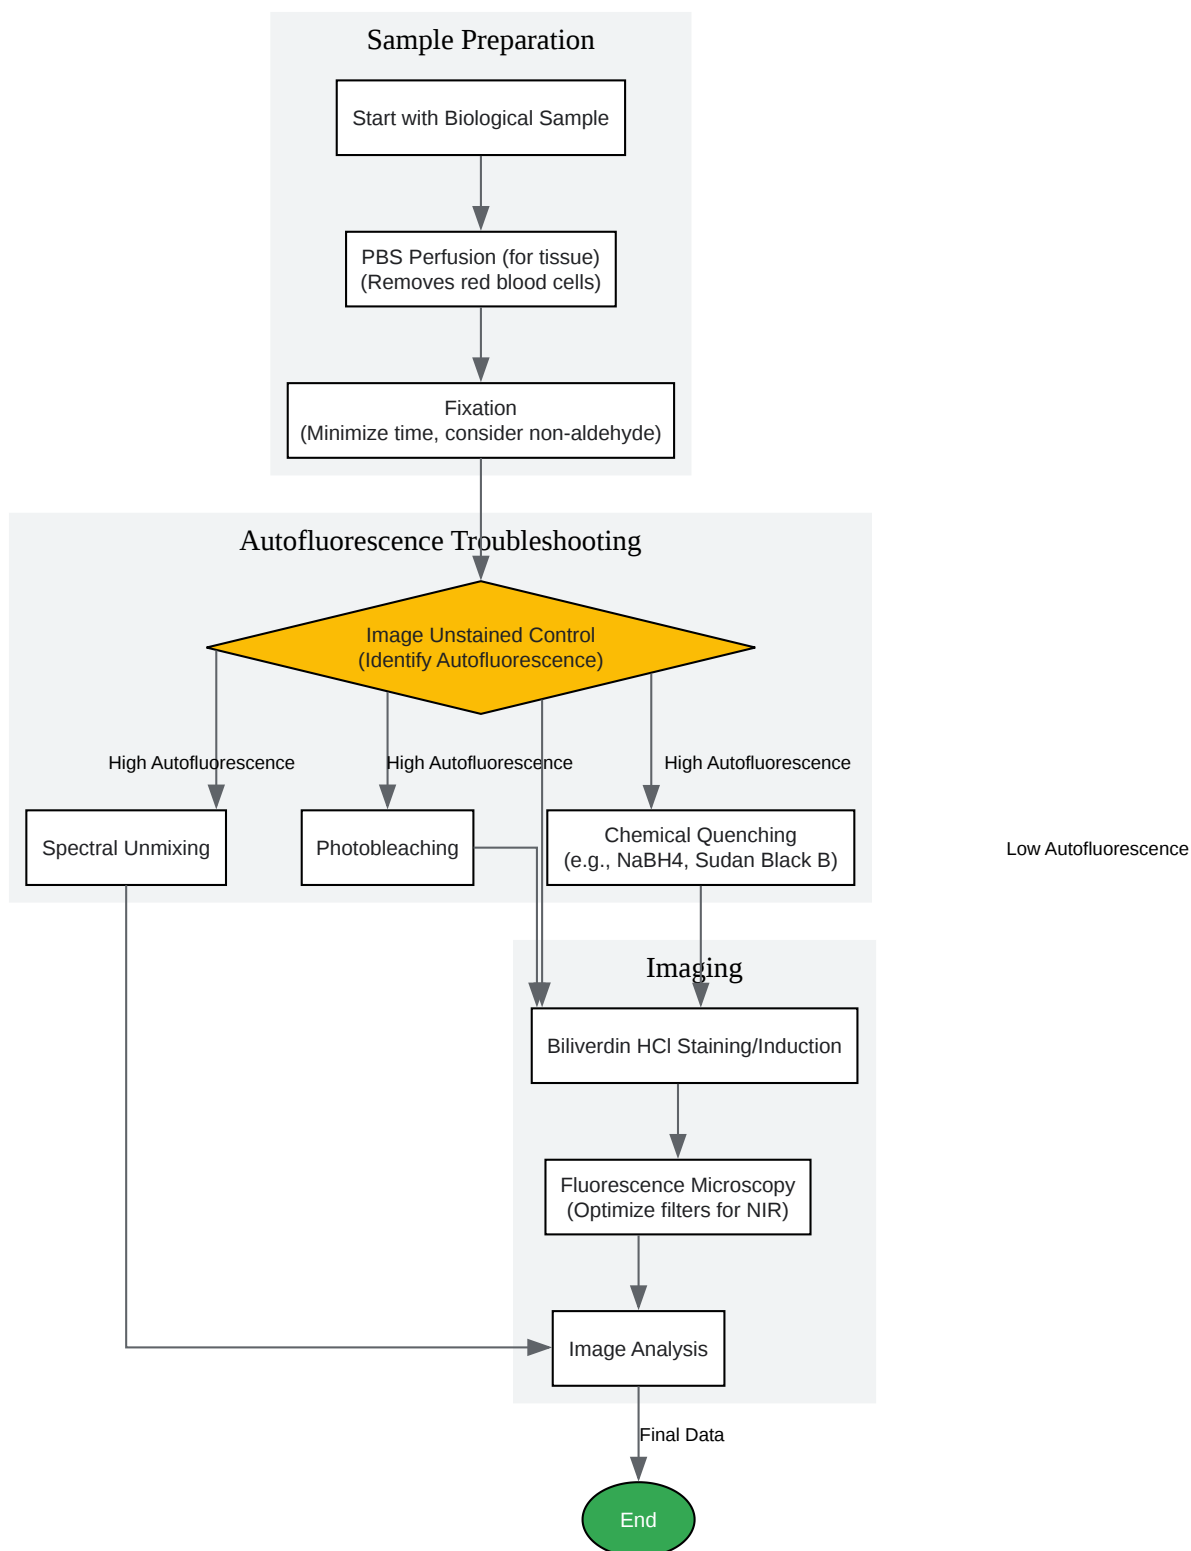 Sample Preparation
Start with Biological Sample
PBS Perfusion (for tissue)
(Removes red blood cells)
Fixation
(Minimize time, consider non-aldehyde)
Autofluorescence Troubleshooting
Image Unstained Control
(Identify Autofluorescence)
High Autofluorescence
High Autofluorescence
High Autofluorescence
Spectral Unmixing
Photobleaching
Chemical Quenching
(e.g., NaBH4, Sudan Black B)
Low Autofluorescence
Imaging
Biliverdin HCl Staining/Induction
Fluorescence Microscopy
(Optimize filters for NIR)
Image Analysis
Final Data
End